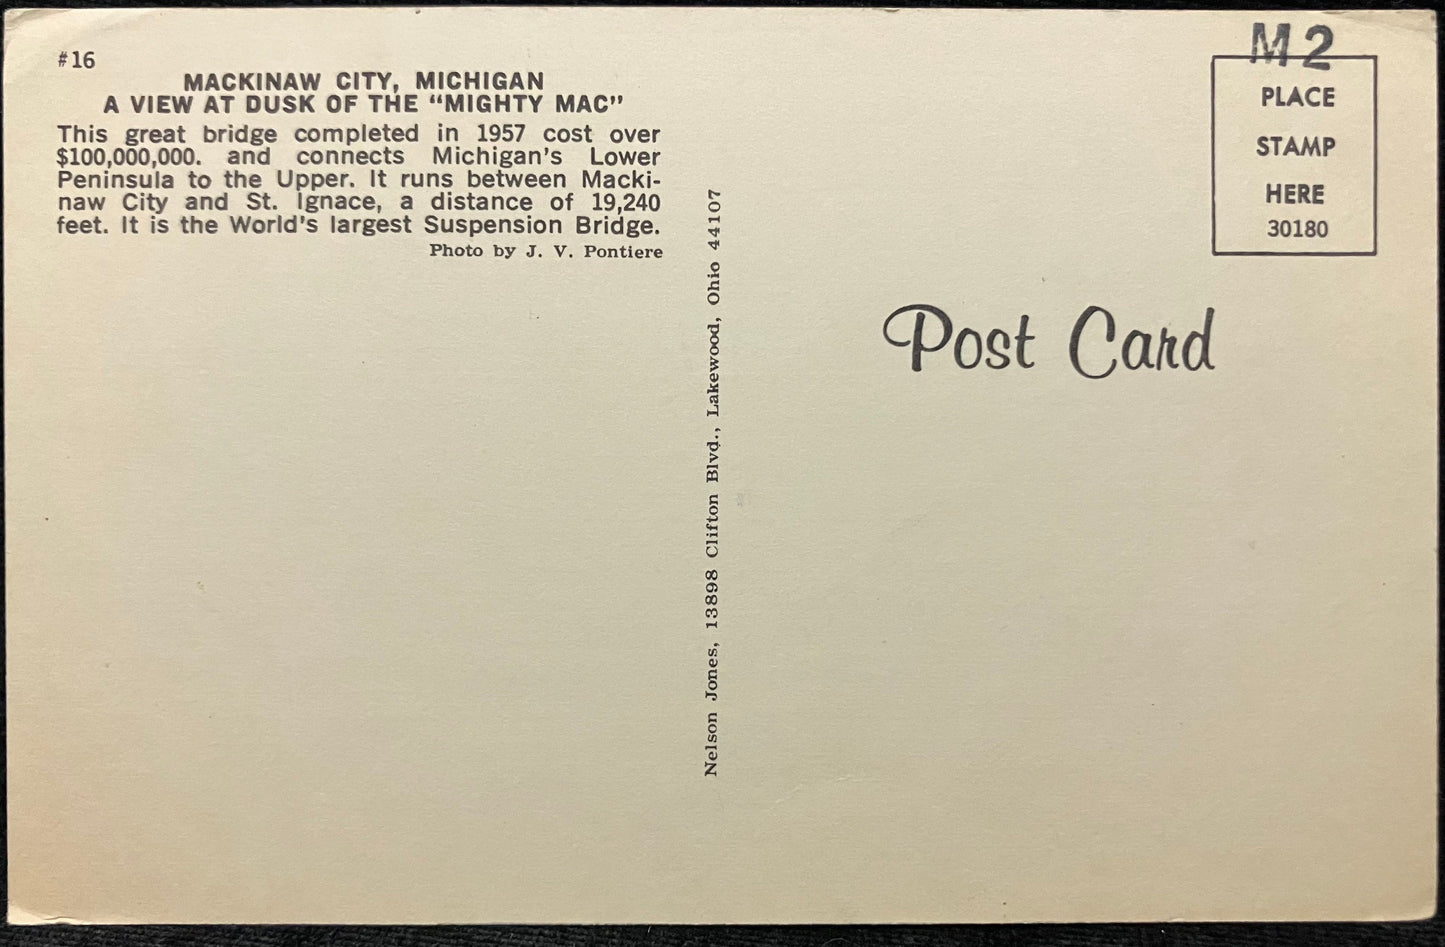 #16
MACKINAW CITY, MICHIGAN
A VIEW AT DUSK OF THE “MIGHTY MAC”
This great bridge completed in 1957 cost over
$100,000,000. and connects Michigan's Lower
Peninsula to the Upper. It runs between Macki-
naw City and St. Ignace, a distance of 19,240
feet. It is the World's largest Suspension Bridge.
Photo by J. V. Pontiere
Nelson Jones, 13898 Clifton Blvd., Lakewood, Ohio 44107
M2
PLACE
STAMP
HERE
30180
Post Card